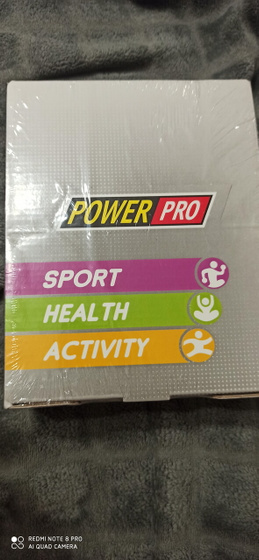 POWER PRO
SPORT
HEALTH
ACTIVITY
REDMI NOTE 8 PRO
AI QUAD CAMERA